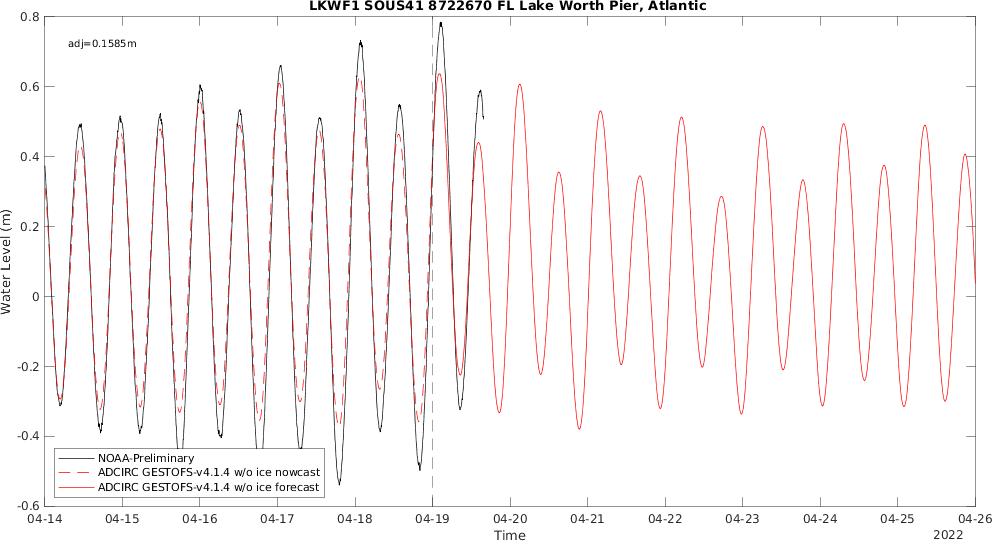 LKWF1 SOUS41 8722670 FL Lake Worth Pier, Atlantic
adj=0.1585m
Water Level (m)
0.8
0.6
0.4
0.2
0
-0.2
-0.4
-0.6
NOAA-Preliminary
ADCIRC GESTOFS-v4.1.4 w/o ice nowcast
ADCIRC GESTOFS-v4.1.4 w/o ice forecast
04-14 04-15 04-16 04-17 04-18 04-19 04-20 04-21 04-22 04-23 04-24 04-25 04-26
Time
2022